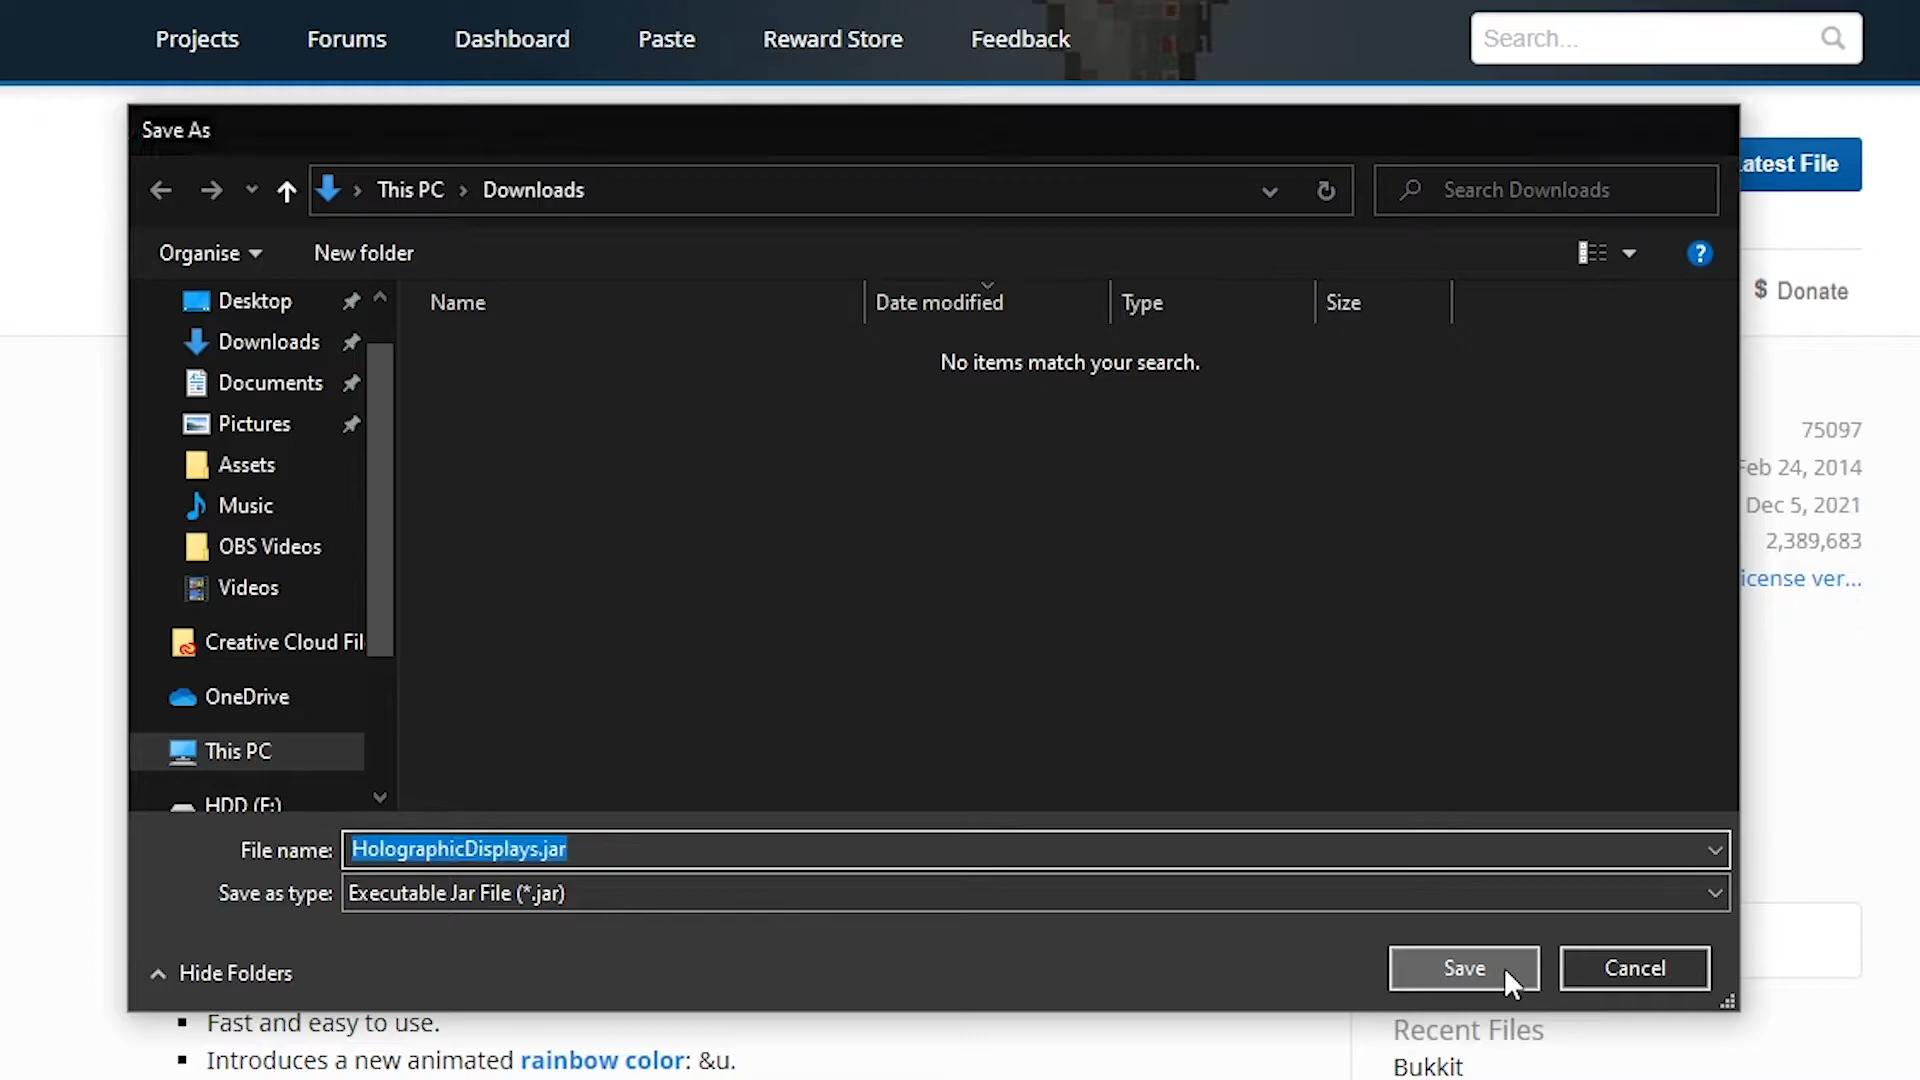 Projects Forums Dashboard Paste Reward Store Feedback Search...
Save As
atest File
This PC Downloads Search Downloads
Organise New folder ?
$ Donate
Desktop
Downloads
Documents
Pictures
Assets
Music
OBS Videos
Videos
Creative Cloud Fil
OneDrive
This PC
HDD (F:)
Name Date modified Type Size
No items match your search.
75097
Feb 24, 2014
Dec 5, 2021
2,389,683
icense ver...
File name: HolographicDisplays.jar
Save as type: Executable Jar File (*.jar)
Hide Folders Save Cancel
Fast and easy to use.
Introduces a new animated rainbow color: &u.
Recent Files
Bukkit